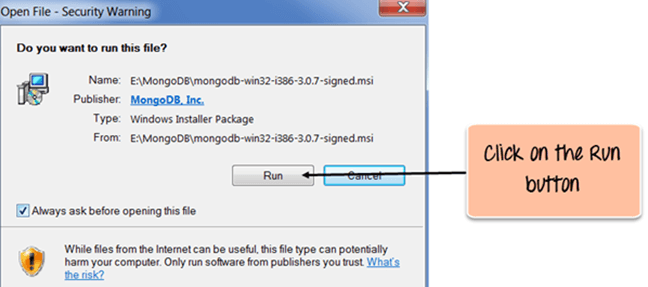 Open File - Security Warning
Do you want to run this file?
Name: E:\MongoDB\mongodb-win32-i386-3.0.7-signed.msi
Publisher: MongoDB, Inc.
Type: Windows Installer Package
From: E:\MongoDB\mongodb-win32-i386-3.0.7-signed.msi
Run Cancel
Always ask before opening this file
While files from the Internet can be useful, this file type can potentially
harm your computer. Only run software from publishers you trust. What's
the risk?
Click on the Run
button